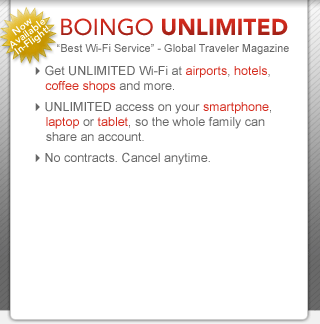 Now
Available
In-Flight!
BOINGO UNLIMITED
“Best Wi-Fi Service” - Global Traveler Magazine
Get UNLIMITED Wi-Fi at airports, hotels,
coffee shops and more.
UNLIMITED access on your smartphone,
laptop or tablet, so the whole family can
share an account.
No contracts. Cancel anytime.